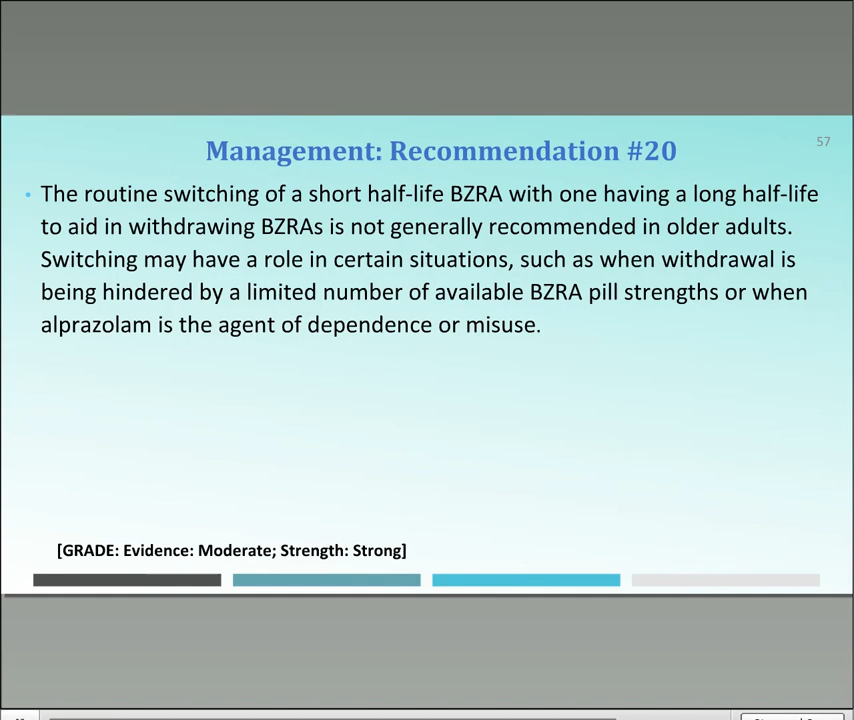 57
Management: Recommendation #20
• The routine switching of a short half-life BZRA with one having a long half-life
to aid in withdrawing BZRAs is not generally recommended in older adults.
Switching may have a role in certain situations, such as when withdrawal is
being hindered by a limited number of available BZRA pill strengths or when
alprazolam is the agent of dependence or misuse.
[GRADE: Evidence: Moderate; Strength: Strong]